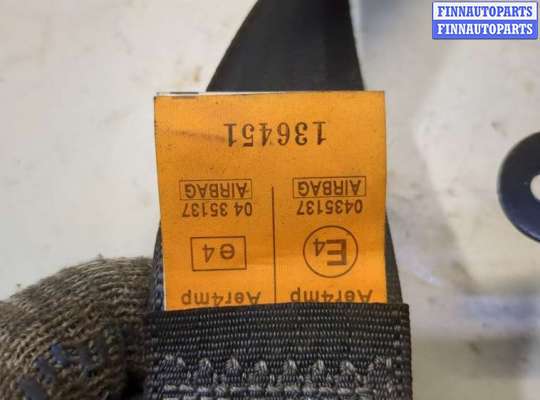 FINNAUTOPARTS
FINNAUTOPARTS
Aer4mp
E4
0435137
AIRBAG
Aer4mp
e4
04 35137
AIRBAG
136451